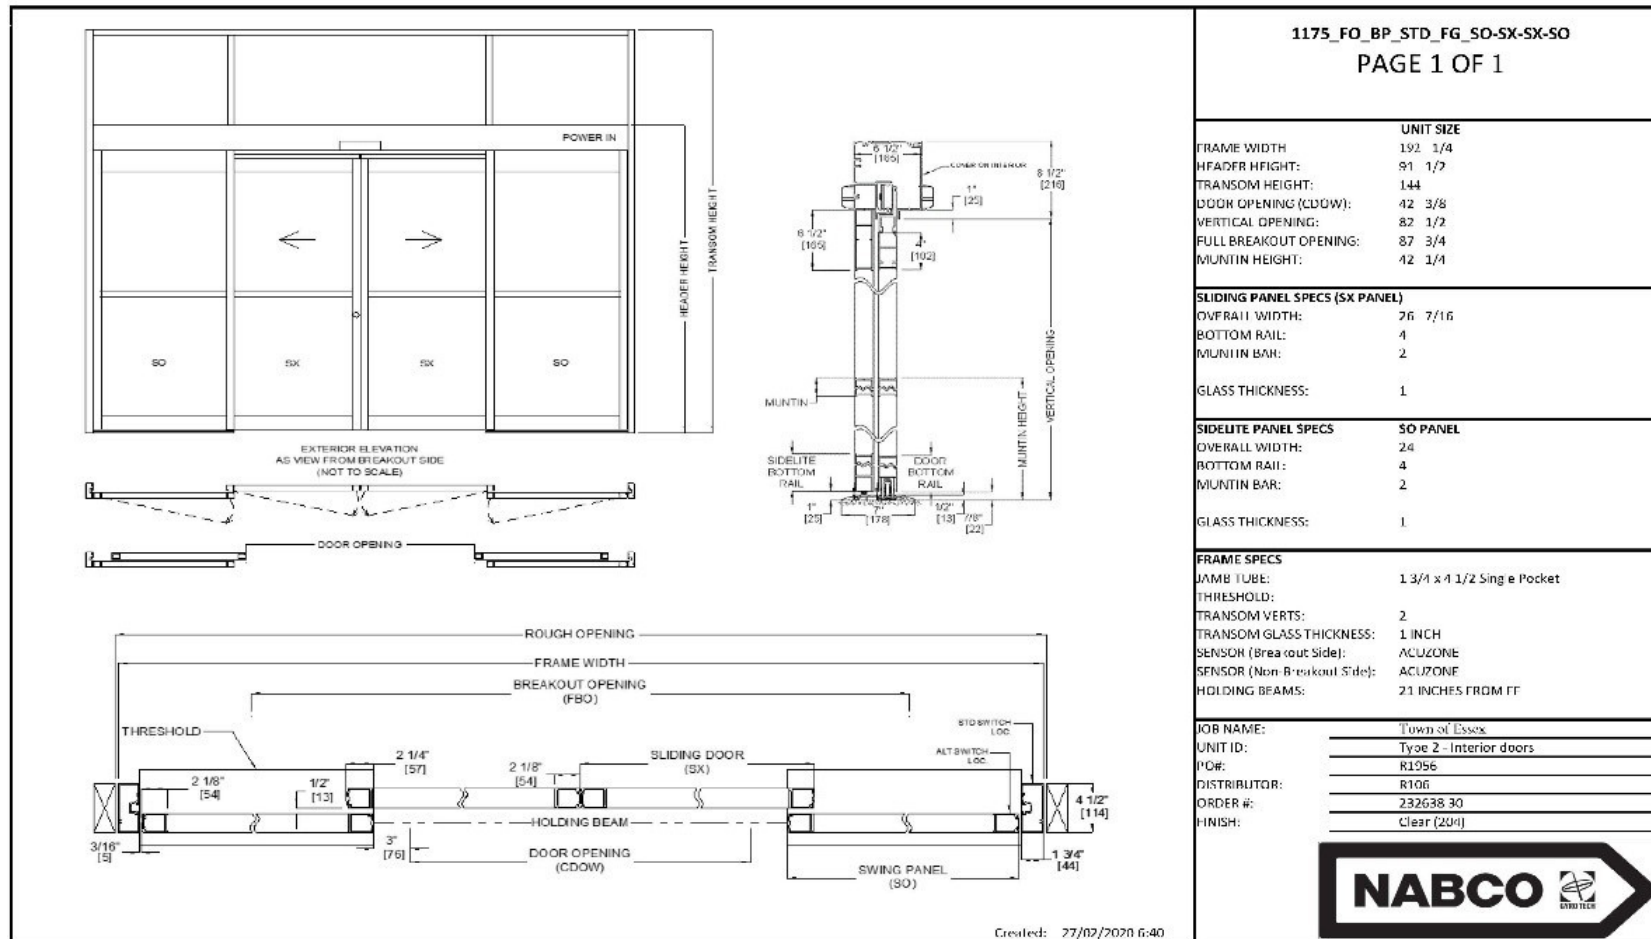 1175_FO_BP_STD_FG_SO-SX-SX-SO
PAGE 1 OF 1
UNIT SIZE
FRAME WIDTH 192 1/4
HEADER HEIGHT: 91 1/2
TRANSOM HEIGHT: 144
DOOR OPENING (CDOW): 42 3/8
VERTICAL OPENING: 82 1/2
FULL BREAKOUT OPENING: 87 3/4
MUNTIN HEIGHT: 42 1/4
SLIDING PANEL SPECS (SX PANEL)
OVERALL WIDTH: 26 7/16
BOTTOM RAIL: 4
MUNTIN BAR: 2
GLASS THICKNESS: 1
SIDELITE PANEL SPECS SO PANEL
OVERALL WIDTH: 24
BOTTOM RAIL: 4
MUNTIN BAR: 2
GLASS THICKNESS: 1
FRAME SPECS
JAMB TUBE: 1 3/4 x 4 1/2 Single Pocket
THRESHOLD:
TRANSOM VERTS: 2
TRANSOM GLASS THICKNESS: 1 INCH
SENSOR (Breakout Side): ACUZONE
SENSOR (Non-Breakout Side): ACUZONE
HOLDING BEAMS: 21 INCHES FROM FF
JOB NAME: Town of Essex
UNIT ID: Type 2 - Interior doors
PO#: R1956
DISTRIBUTOR: R106
ORDER #: 232638 30
FINISH: Clear (204)
NABCO
GYRO TECH
POWER IN
HEADER HEIGHT
TRANSOM HEIGHT
SO
SX
SX
SO
EXTERIOR ELEVATION
AS VIEW FROM BREAKOUT SIDE
(NOT TO SCALE)
DOOR OPENING
6 1/2"
[165]
COVER ON INTERIOR
8 1/2"
[216]
1"
[25]
6 1/2"
[165]
4"
[102]
MUNTIN
MUNTIN HEIGHT
VERTICAL OPENING
SIDELITE
BOTTOM
RAIL
DOOR
BOTTOM
RAIL
1"
[25]
7"
[178]
1/2"
[13]
7/8"
[22]
ROUGH OPENING
FRAME WIDTH
BREAKOUT OPENING
(FBO)
THRESHOLD
STD SWITCH
LOC.
ALT SWITCH
LOC.
2 1/4"
[57]
SLIDING DOOR
(SX)
2 1/8"
[54]
1/2"
[13]
2 1/8"
[54]
4 1/2"
[114]
HOLDING BEAM
3/16"
[5]
3"
[76]
DOOR OPENING
(CDOW)
SWING PANEL
(SO)
1 3/4"
[44]
Created: 27/02/2020 6:40